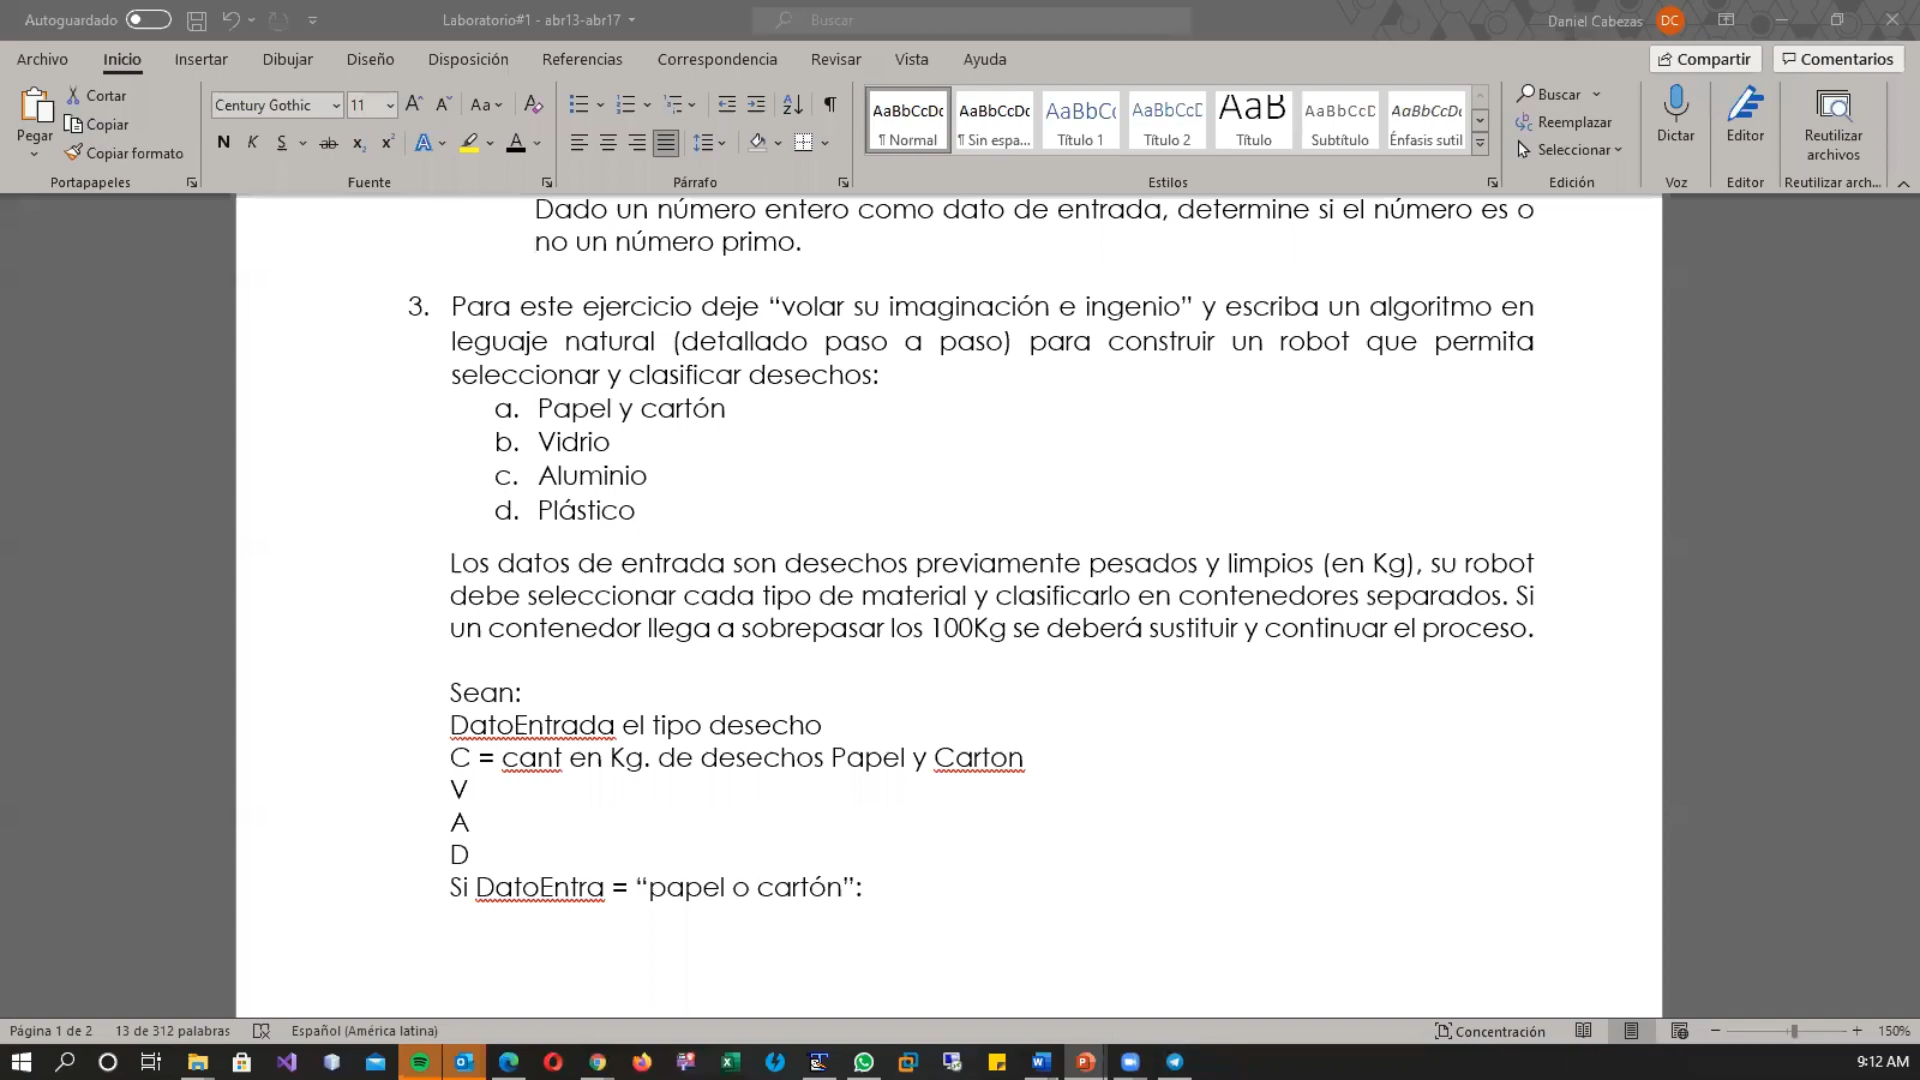 Autoguardado
Laboratorio#1 - abr13-abr17
Buscar
Daniel Cabezas DC
Archivo Inicio Insertar Dibujar Diseño Disposición Referencias Correspondencia Revisar Vista Ayuda
Compartir Comentarios
Pegar
Cortar
Copiar
Copiar formato
Portapapeles
Century Gothic 11
Aa
N K S ab x₂ x²
Fuente
Párrafo
AaBbCcDc AaBbCcDc AaBbC AaBbCcD AaB AaBbCcD AaBbCcDc
¶ Normal ¶ Sin espa... Título 1 Título 2 Título Subtítulo Énfasis sutil
Estilos
Buscar
Reemplazar
Seleccionar
Edición
Dictar
Voz
Editor
Editor
Reutilizar
archivos
Reutilizar arch...
Dado un número entero como dato de entrada, determine si el número es o
no un número primo.
3. Para este ejercicio deje “volar su imaginación e ingenio” y escriba un algoritmo en
leguaje natural (detallado paso a paso) para construir un robot que permita
seleccionar y clasificar desechos:
a. Papel y cartón
b. Vidrio
c. Aluminio
d. Plástico
Los datos de entrada son desechos previamente pesados y limpios (en Kg), su robot
debe seleccionar cada tipo de material y clasificarlo en contenedores separados. Si
un contenedor llega a sobrepasar los 100Kg se deberá sustituir y continuar el proceso.
Sean:
DatoEntrada el tipo desecho
C = cant en Kg. de desechos Papel y Carton
V
A
D
Si DatoEntra = “papel o cartón”:
Página 1 de 2 13 de 312 palabras Español (América latina) Concentración 150%
9:12 AM